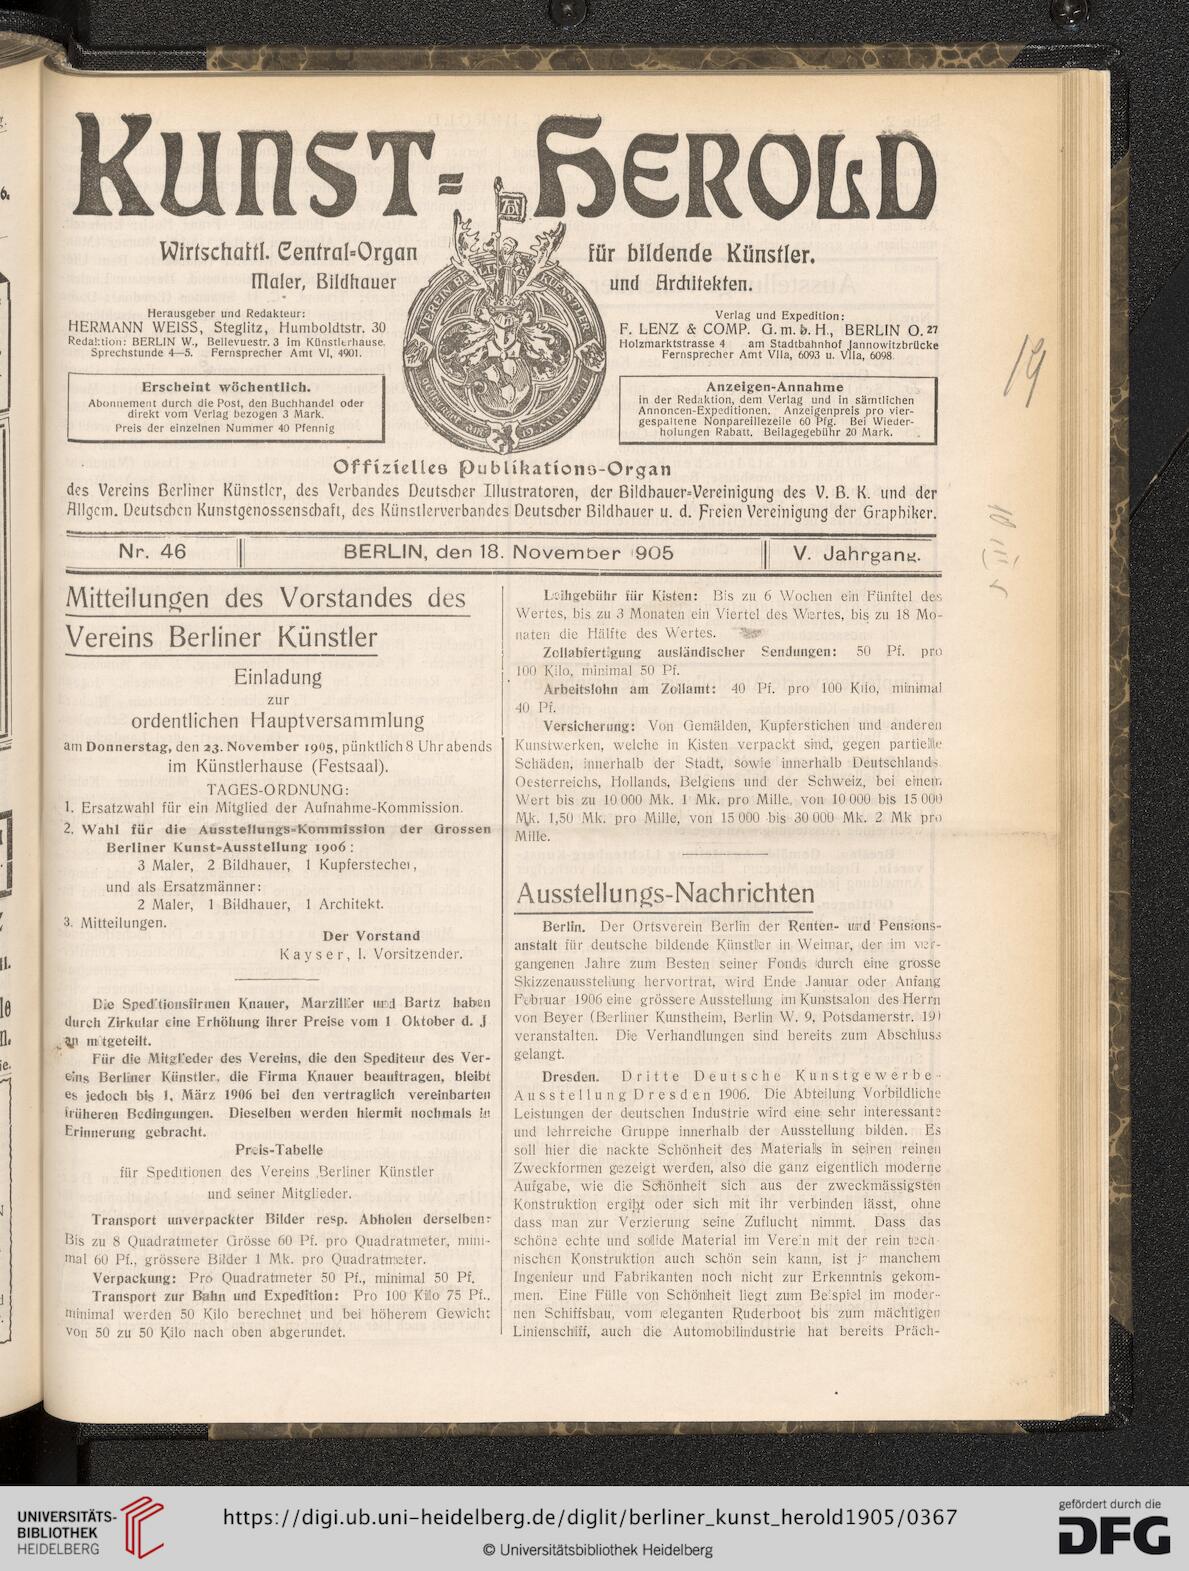 KUNST=HEROLD
Wirtschaftl. Central=Organ
für bildende Künstler.
Maler, Bildhauer
und Architekten.
Herausgeber und Redakteur:
HERMANN WEISS, Steglitz, Humboldtstr. 30
Redaktion: BERLIN W., Bellevuestr. 3 im Künstlerhause.
Sprechstunde 4—5. Fernsprecher Amt VI, 4901.
Verlag und Expedition:
F. LENZ & COMP. G. m. b. H., BERLIN O. 27
Holzmarktstrasse 4 am Stadtbahnhof Jannowitzbrücke
Fernsprecher Amt VIIa, 6093 u. VIIa, 6098.
Erscheint wöchentlich.
Abonnement durch die Post, den Buchhandel oder
direkt vom Verlag bezogen 3 Mark.
Preis der einzelnen Nummer 40 Pfennig
Anzeigen-Annahme
in der Redaktion, dem Verlag und in sämtlichen
Annoncen-Expeditionen. Anzeigenpreis pro vier-
gespaltene Nonpareillezeile 60 Pfg. Bei Wieder-
holungen Rabatt. Beilagegebühr 20 Mark.
VEREIN BERLINER KUENSTLER
19
Offizielles Publikations-Organ
des Vereins Berliner Künstler, des Verbandes Deutscher Illustratoren, der Bildhauer=Vereinigung des V. B. K. und der
Allgem. Deutschen Kunstgenossenschaft, des Künstlerverbandes Deutscher Bildhauer u. d. Freien Vereinigung der Graphiker.
Nr. 46
BERLIN, den 18. November 1905
V. Jahrgang.
Mitteilungen des Vorstandes des
Vereins Berliner Künstler
Einladung
zur
ordentlichen Hauptversammlung
am Donnerstag, den 23. November 1905, pünktlich 8 Uhr abends
im Künstlerhause (Festsaal).
TAGES-ORDNUNG:
1. Ersatzwahl für ein Mitglied der Aufnahme-Kommission.
2. Wahl für die Ausstellungs=Kommission der Grossen
Berliner Kunst=Ausstellung 1906:
3 Maler, 2 Bildhauer, 1 Kupferstecher,
und als Ersatzmänner:
2 Maler, 1 Bildhauer, 1 Architekt.
3. Mitteilungen.
Der Vorstand
Kayser, I. Vorsitzender.
Die Speditionsfirmen Knauer, Marzillier und Bartz haben
durch Zirkular eine Erhöhung ihrer Preise vom 1 Oktober d. J
an mitgeteilt.
Für die Mitglieder des Vereins, die den Spediteur des Ver-
eins Berliner Künstler, die Firma Knauer beauftragen, bleibt
es jedoch bis 1. März 1906 bei den vertraglich vereinbarten
früheren Bedingungen. Dieselben werden hiermit nochmals in
Erinnerung gebracht.
Preis-Tabelle
für Speditionen des Vereins Berliner Künstler
und seiner Mitglieder.
Transport unverpackter Bilder resp. Abholen derselben:
Bis zu 8 Quadratmeter Grösse 60 Pf. pro Quadratmeter, mini-
mal 60 Pf., grössere Bilder 1 Mk. pro Quadratmeter.
Verpackung: Pro Quadratmeter 50 Pf., minimal 50 Pf.
Transport zur Bahn und Expedition: Pro 100 Kilo 75 Pf.,
minimal werden 50 Kilo berechnet und bei höherem Gewicht
von 50 zu 50 Kilo nach oben abgerundet.
Leihgebühr für Kisten: Bis zu 6 Wochen ein Fünftel des
Wertes, bis zu 3 Monaten ein Viertel des Wertes, bis zu 18 Mo-
naten die Hälfte des Wertes.
Zollabfertigung ausländischer Sendungen: 50 Pf. pro
100 Kilo, minimal 50 Pf.
Arbeitslohn am Zollamt: 40 Pf. pro 100 Kilo, minimal
40 Pf.
Versicherung: Von Gemälden, Kupferstichen und anderen
Kunstwerken, welche in Kisten verpackt sind, gegen partielle
Schäden, innerhalb der Stadt, sowie innerhalb Deutschlands
Oesterreichs, Hollands, Belgiens und der Schweiz, bei einem
Wert bis zu 10 000 Mk. 1 Mk. pro Mille, von 10 000 bis 15 000
Mk. 1,50 Mk. pro Mille, von 15 000 bis 30 000 Mk. 2 Mk pro
Mille.
Ausstellungs-Nachrichten
Berlin. Der Ortsverein Berlin der Renten- und Pensions-
anstalt für deutsche bildende Künstler in Weimar, der im ver-
gangenen Jahre zum Besten seiner Fonds durch eine grosse
Skizzenausstellung hervortrat, wird Ende Januar oder Anfang
Februar 1906 eine grössere Ausstellung im Kunstsalon des Herrn
von Beyer (Berliner Kunstheim, Berlin W. 9, Potsdamerstr. 19)
veranstalten. Die Verhandlungen sind bereits zum Abschluss
gelangt.
Dresden. Dritte Deutsche Kunstgewerbe-
Ausstellung Dresden 1906. Die Abteilung Vorbildliche
Leistungen der deutschen Industrie wird eine sehr interessante
und lehrreiche Gruppe innerhalb der Ausstellung bilden. Es
soll hier die nackte Schönheit des Materials in seinen reinen
Zweckformen gezeigt werden, also die ganz eigentlich moderne
Aufgabe, wie die Schönheit sich aus der zweckmässigsten
Konstruktion ergibt oder sich mit ihr verbinden lässt, ohne
dass man zur Verzierung seine Zuflucht nimmt. Dass das
schöne echte und solide Material im Verein mit der rein tech-
nischen Konstruktion auch schön sein kann, ist ja manchem
Ingenieur und Fabrikanten noch nicht zur Erkenntnis gekom-
men. Eine Fülle von Schönheit liegt zum Beispiel im moder-
nen Schiffsbau, vom eleganten Ruderboot bis zum mächtigen
Linienschiff, auch die Automobilindustrie hat bereits Präch-
UNIVERSITÄTS-
BIBLIOTHEK
HEIDELBERG
https://digi.ub.uni-heidelberg.de/diglit/berliner_kunst_herold1905/0367
© Universitätsbibliothek Heidelberg
gefördert durch die
DFG